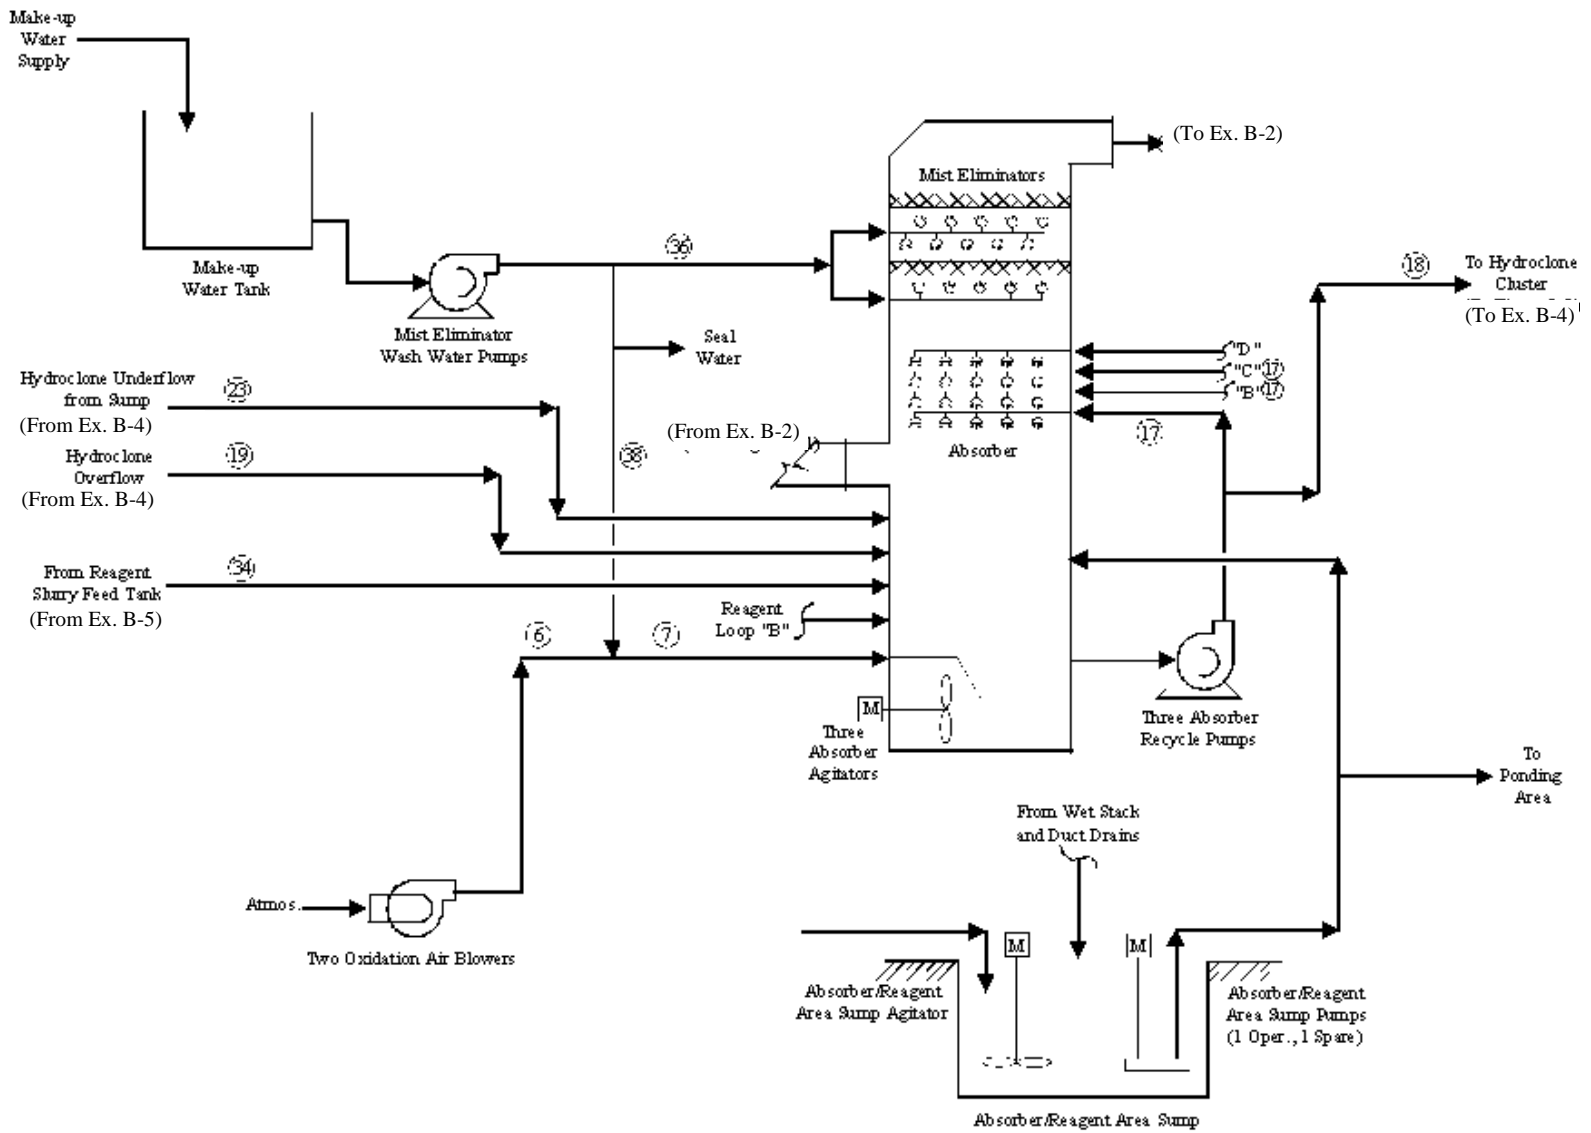 Make-up
Water
Supply
(To Ex. B-2)
Mist Eliminators
36
Make-up
Water Tank
18
To Hydroclone
Cluster
(To Ex. B-4)
Mist Eliminator
Wash Water Pumps
Seal
Water
"D"
"C" 17
"B" 17
Hydroclone Underflow
from Sump
(From Ex. B-4)
23
(From Ex. B-2)
17
Absorber
Hydroclone
Overflow
(From Ex. B-4)
19
38
From Reagent
Slurry Feed Tank
(From Ex. B-5)
34
Reagent
Loop "B"
6
7
M
Three
Absorber
Agitators
Three Absorber
Recycle Pumps
To
Ponding
Area
From Wet Stack
and Duct Drains
Atmos.
Two Oxidation Air Blowers
M
M
Absorber/Reagent
Area Sump Agitator
Absorber/Reagent
Area Sump Pumps
(1 Oper., 1 Spare)
Absorber/Reagent Area Sump